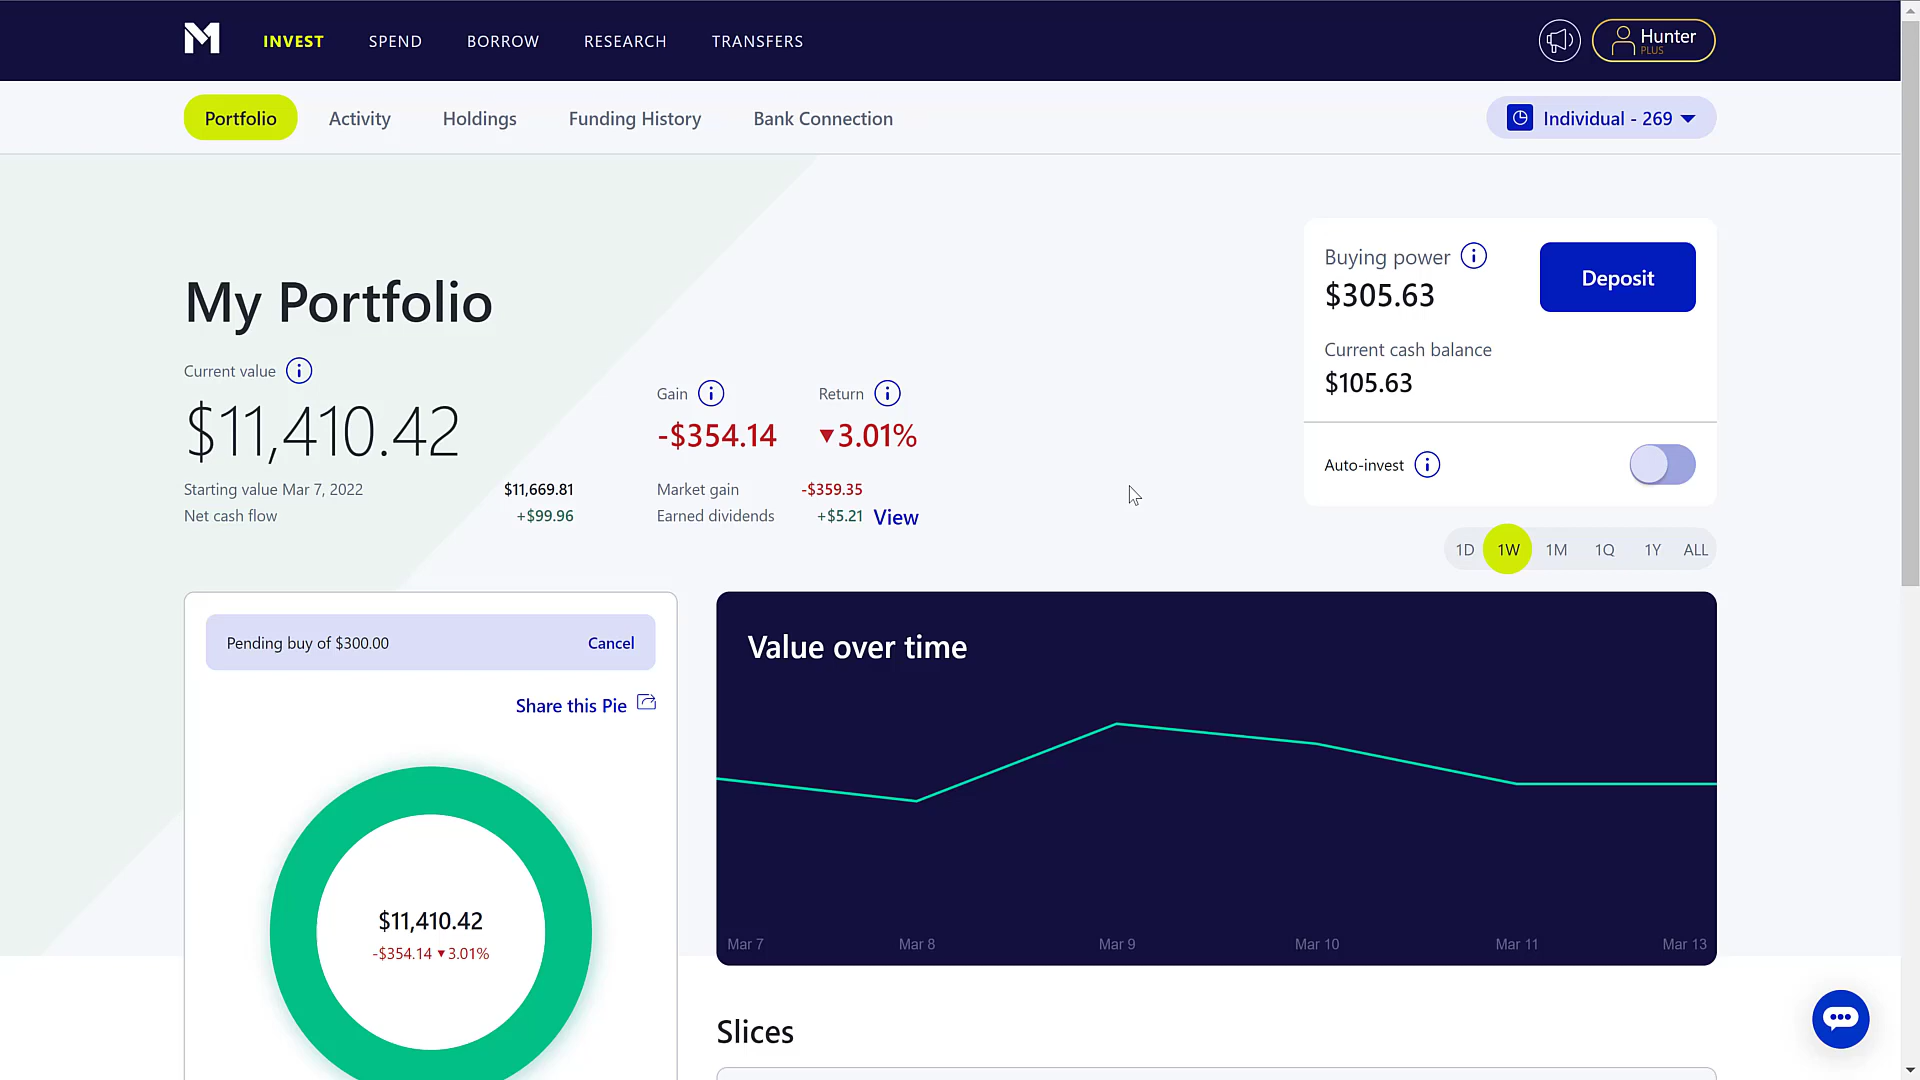 INVEST SPEND BORROW RESEARCH TRANSFERS
Hunter
PLUS
Portfolio Activity Holdings Funding History Bank Connection
Individual - 269
My Portfolio
Current value
$11,410.42
Starting value Mar 7, 2022 $11,669.81
Net cash flow +$99.96
Gain
-$354.14
Return
▼3.01%
Market gain -$359.35
Earned dividends +$5.21 View
Buying power
$305.63
Deposit
Current cash balance
$105.63
Auto-invest
1D 1W 1M 1Q 1Y ALL
Pending buy of $300.00 Cancel
Share this Pie
$11,410.42
-$354.14 ▼3.01%
Value over time
Mar 7 Mar 8 Mar 9 Mar 10 Mar 11 Mar 13
Slices